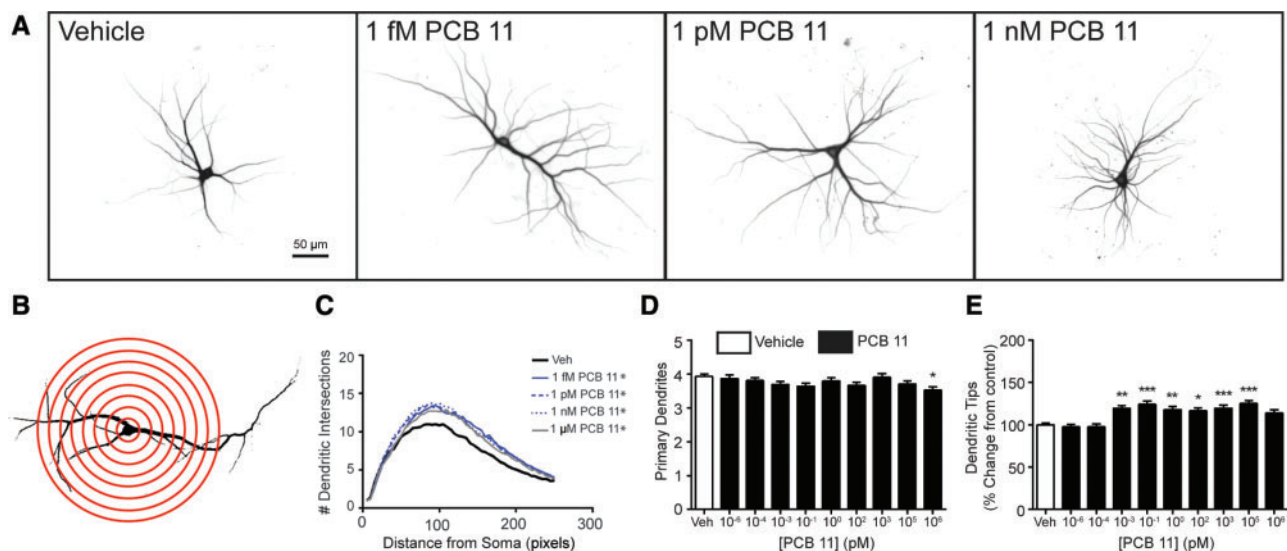 A
Vehicle
1 fM PCB 11
1 pM PCB 11
1 nM PCB 11
50 µm
B
C
# Dendritic Intersections
20
15
10
5
0
0
100
200
300
Distance from Soma (pixels)
Veh
1 fM PCB 11*
1 pM PCB 11*
1 nM PCB 11*
1 µM PCB 11*
D
Vehicle
PCB 11
Primary Dendrites
5
4
3
2
1
0
*
Veh 10⁻⁶ 10⁻⁴ 10⁻³ 10⁻¹ 10⁰ 10² 10³ 10⁵ 10⁶
[PCB 11] (pM)
E
Dendritic Tips
(% Change from control)
200
150
100
50
0
** *** ** * *** ***
Veh 10⁻⁶ 10⁻⁴ 10⁻³ 10⁻¹ 10⁰ 10² 10³ 10⁵ 10⁶
[PCB 11] (pM)